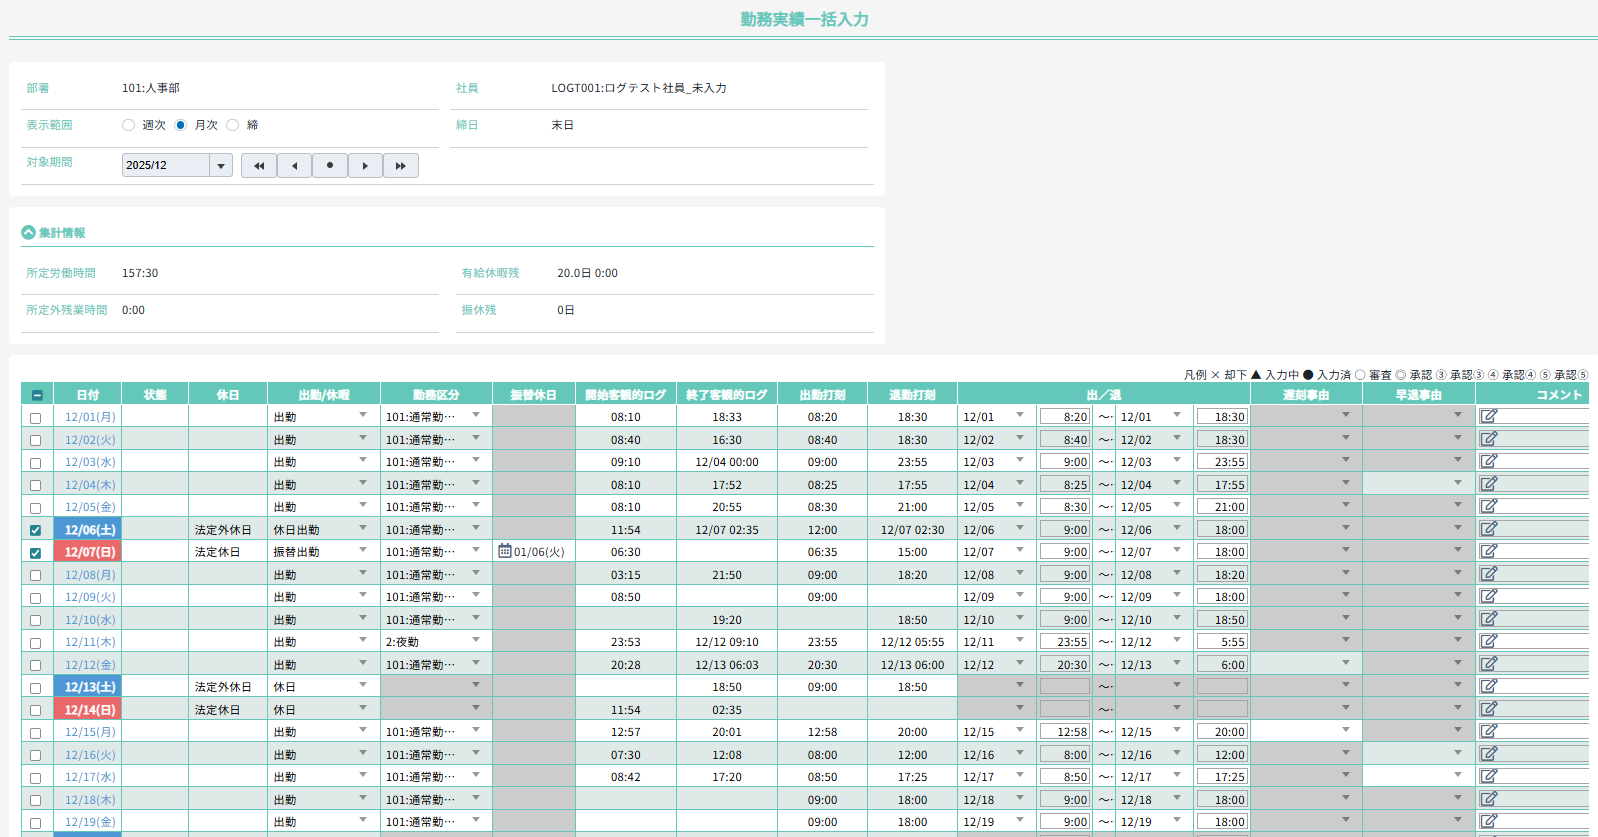 勤務実績一括入力
部署 101:人事部 社員 LOGT001:ログテスト社員_未入力
表示範囲 週次 月次 締 締日 末日
対象期間 2025/12
集計情報
所定労働時間 157:30 有給休暇残 20.0日 0:00
所定外残業時間 0:00 振休残 0日
凡例 × 却下 ▲ 入力中 ● 入力済 ○ 審査 ◎ 承認 ③ 承認③ ④ 承認④ ⑤ 承認⑤
日付 状態 休日 出勤/休暇 勤務区分 振替休日 開始客観的ログ 終了客観的ログ 出勤打刻 退勤打刻 出／退 遅刻事由 早退事由 コメント
12/01(月) 出勤 101:通常勤… 08:10 18:33 08:20 18:30 12/01 8:20 ～… 12/01 18:30
12/02(火) 出勤 101:通常勤… 08:40 16:30 08:40 18:30 12/02 8:40 ～… 12/02 18:30
12/03(水) 出勤 101:通常勤… 09:10 12/04 00:00 09:00 23:55 12/03 9:00 ～… 12/03 23:55
12/04(木) 出勤 101:通常勤… 08:10 17:52 08:25 17:55 12/04 8:25 ～… 12/04 17:55
12/05(金) 出勤 101:通常勤… 08:10 20:55 08:30 21:00 12/05 8:30 ～… 12/05 21:00
12/06(土) 法定外休日 休日出勤 101:通常勤… 11:54 12/07 02:35 12:00 12/07 02:30 12/06 9:00 ～… 12/06 18:00
12/07(日) 法定休日 振替出勤 101:通常勤… 01/06(火) 06:30 06:35 15:00 12/07 9:00 ～… 12/07 18:00
12/08(月) 出勤 101:通常勤… 03:15 21:50 09:00 18:20 12/08 9:00 ～… 12/08 18:20
12/09(火) 出勤 101:通常勤… 08:50 09:00 12/09 9:00 ～… 12/09 18:00
12/10(水) 出勤 101:通常勤… 19:20 18:50 12/10 9:00 ～… 12/10 18:50
12/11(木) 出勤 2:夜勤 23:53 12/12 09:10 23:55 12/12 05:55 12/11 23:55 ～… 12/12 5:55
12/12(金) 出勤 101:通常勤… 20:28 12/13 06:03 20:30 12/13 06:00 12/12 20:30 ～… 12/13 6:00
12/13(土) 法定外休日 休日 18:50 09:00 18:50 ～…
12/14(日) 法定休日 休日 11:54 02:35 ～…
12/15(月) 出勤 101:通常勤… 12:57 20:01 12:58 20:00 12/15 12:58 ～… 12/15 20:00
12/16(火) 出勤 101:通常勤… 07:30 12:08 08:00 12:00 12/16 8:00 ～… 12/16 12:00
12/17(水) 出勤 101:通常勤… 08:42 17:20 08:50 17:25 12/17 8:50 ～… 12/17 17:25
12/18(木) 出勤 101:通常勤… 09:00 18:00 12/18 9:00 ～… 12/18 18:00
12/19(金) 出勤 101:通常勤… 09:00 18:00 12/19 9:00 ～… 12/19 18:00